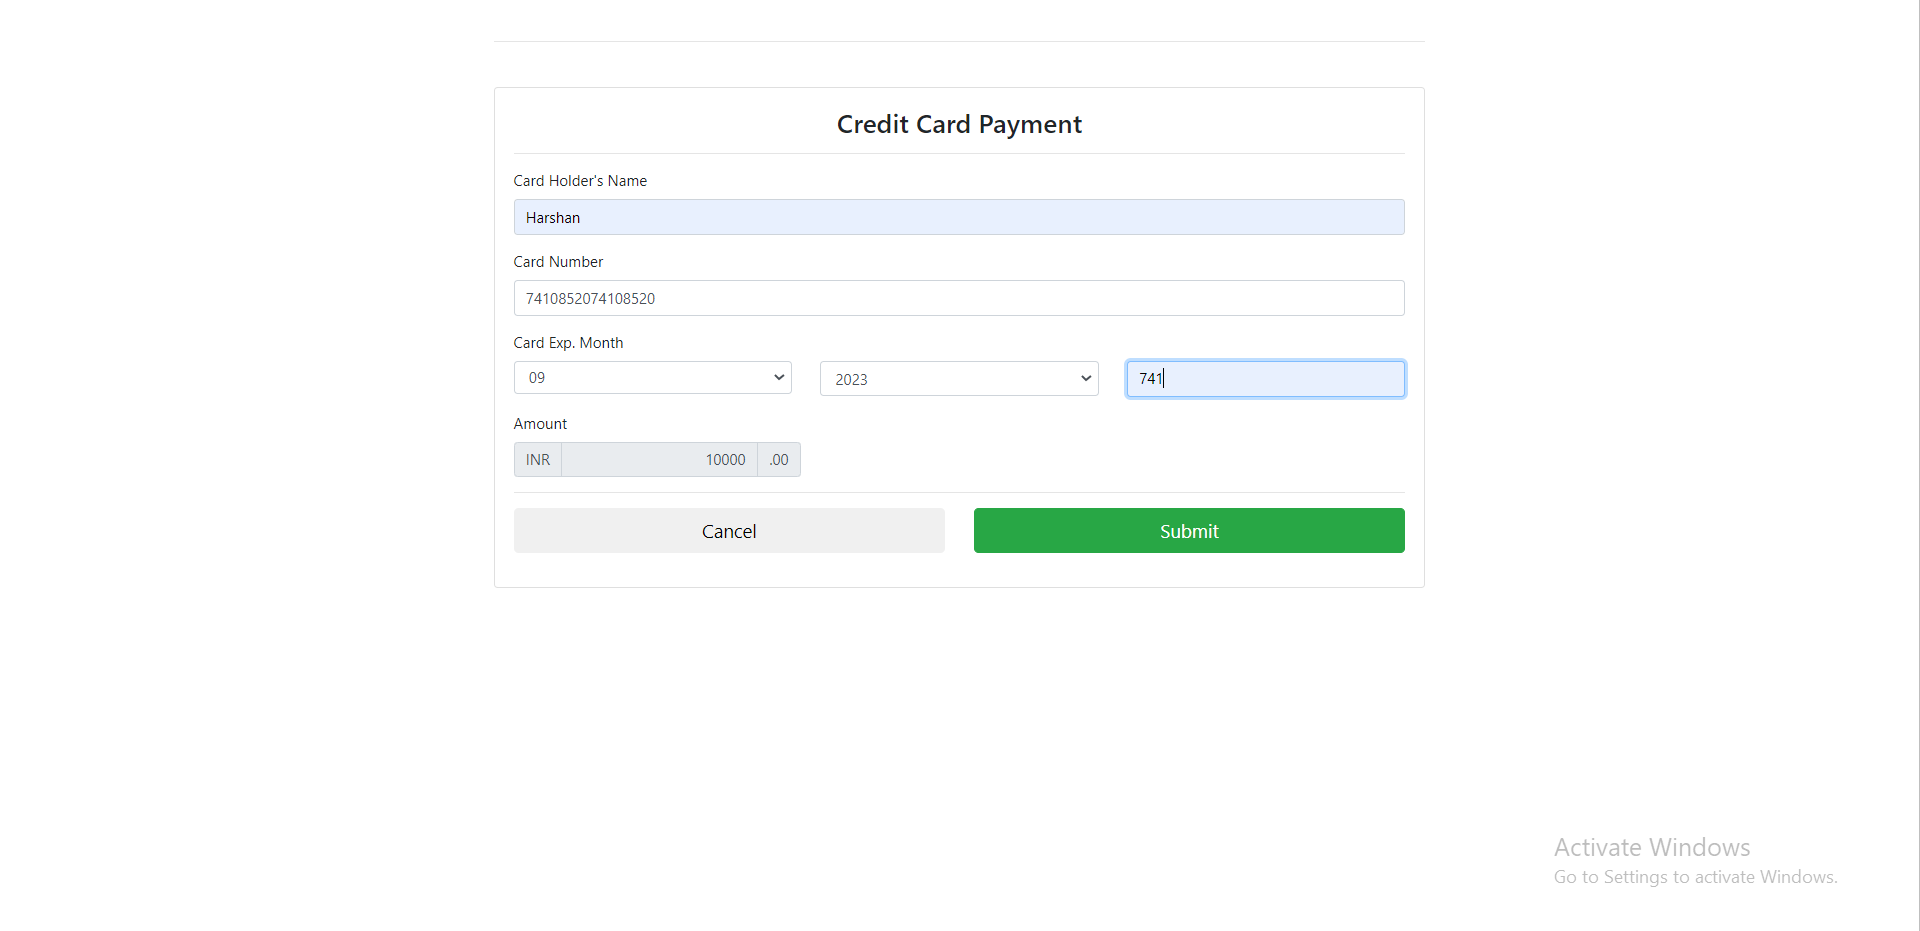 Credit Card Payment
Card Holder's Name
Harshan
Card Number
7410852074108520
Card Exp. Month
09 2023 741
Amount
INR 10000 .00
Cancel Submit
Activate Windows
Go to Settings to activate Windows.